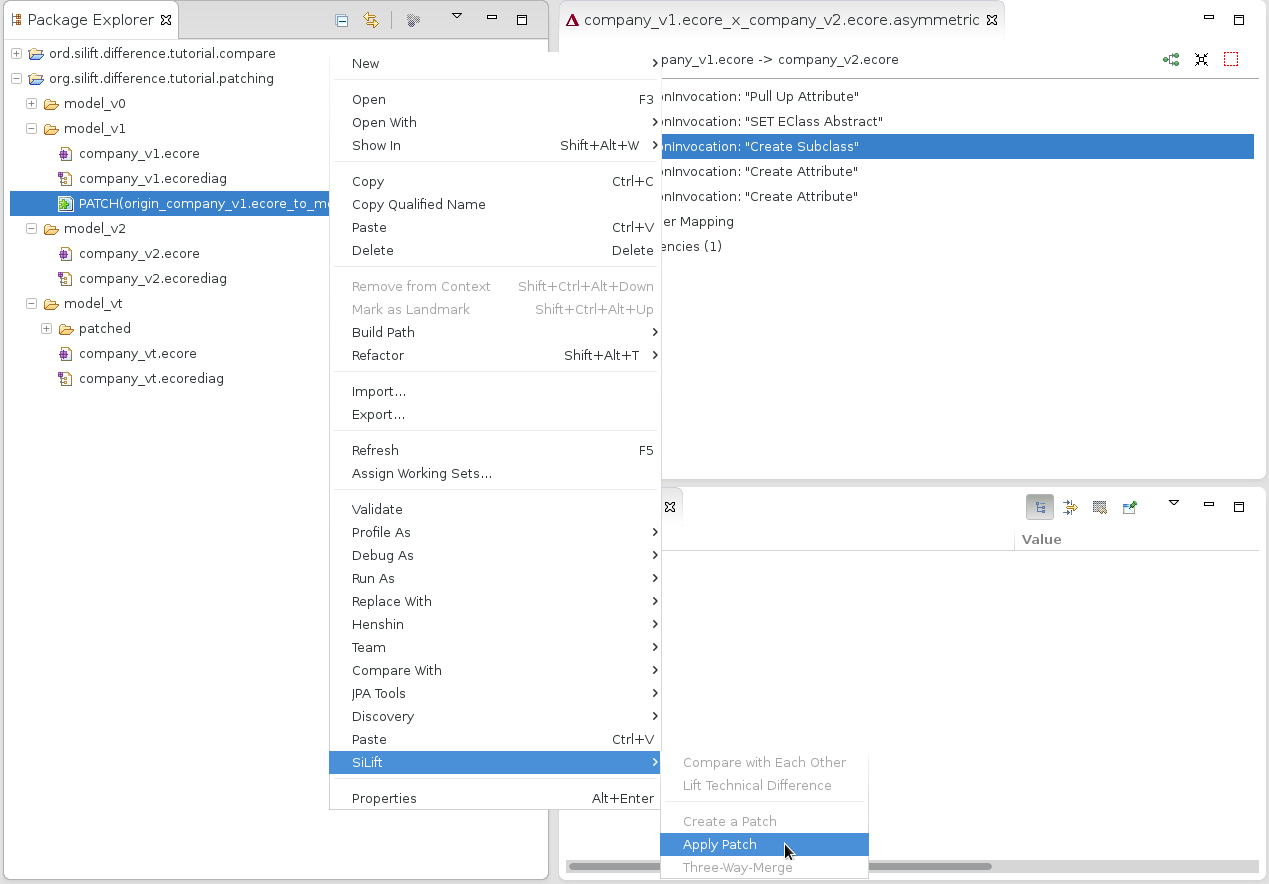 Package Explorer
ord.silift.difference.tutorial.compare
org.silift.difference.tutorial.patching
model_v0
model_v1
company_v1.ecore
company_v1.ecorediag
PATCH(origin_company_v1.ecore_to_mo
model_v2
company_v2.ecore
company_v2.ecorediag
model_vt
patched
company_vt.ecore
company_vt.ecorediag
New
Open F3
Open With
Show In Shift+Alt+W
Copy Ctrl+C
Copy Qualified Name
Paste Ctrl+V
Delete Delete
Remove from Context Shift+Ctrl+Alt+Down
Mark as Landmark Shift+Ctrl+Alt+Up
Build Path
Refactor Shift+Alt+T
Import...
Export...
Refresh F5
Assign Working Sets...
Validate
Profile As
Debug As
Run As
Replace With
Henshin
Team
Compare With
JPA Tools
Discovery
Paste Ctrl+V
SiLift
Properties Alt+Enter
Compare with Each Other
Lift Technical Difference
Create a Patch
Apply Patch
Three-Way-Merge
company_v1.ecore_x_company_v2.ecore.asymmetric
pany_v1.ecore -> company_v2.ecore
onInvocation: "Pull Up Attribute"
onInvocation: "SET EClass Abstract"
onInvocation: "Create Subclass"
onInvocation: "Create Attribute"
onInvocation: "Create Attribute"
er Mapping
encies (1)
Value